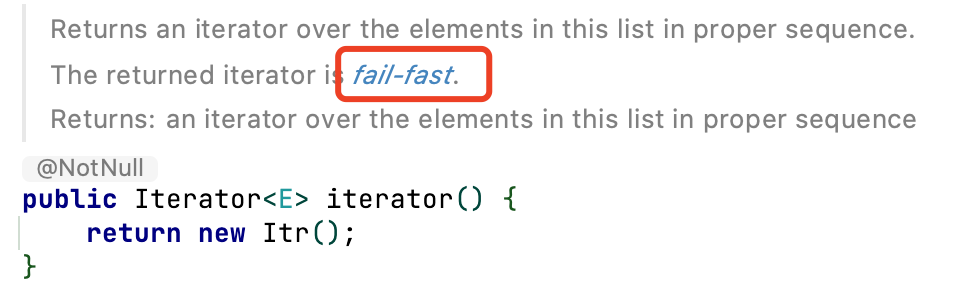 Returns an iterator over the elements in this list in proper sequence.
The returned iterator is fail-fast.
Returns: an iterator over the elements in this list in proper sequence
@NotNull
public Iterator<E> iterator() {
    return new Itr();
}